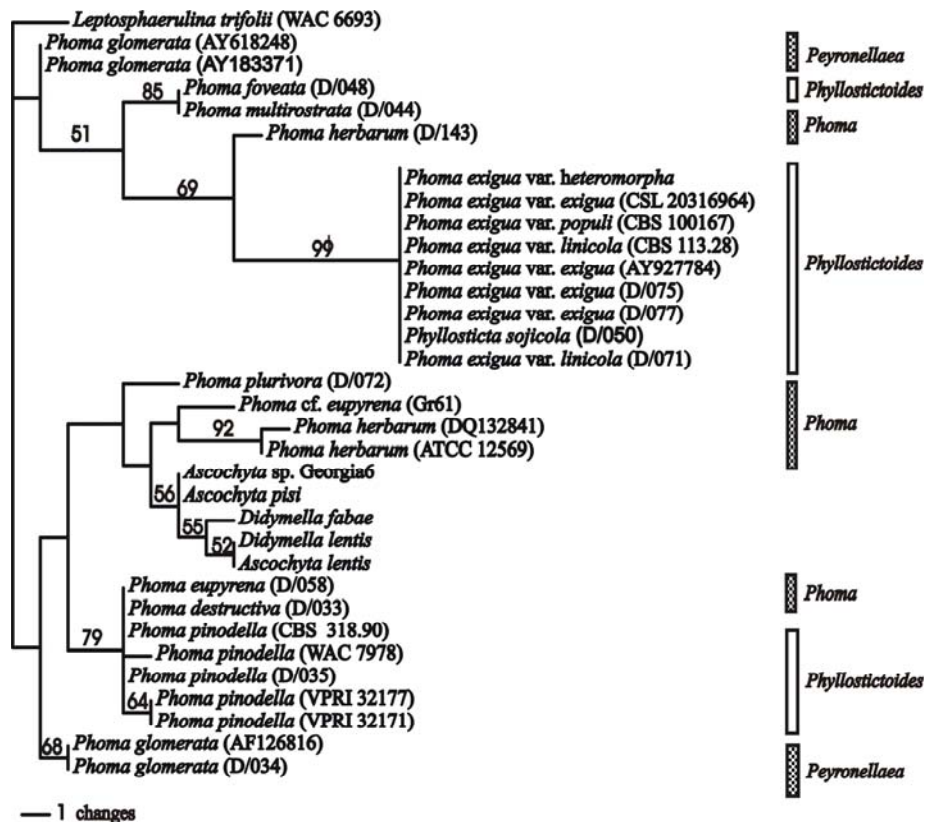 Leptosphaerulina trifolii (WAC 6693)
Phoma glomerata (AY618248)
Phoma glomerata (AY183371)
Peyronellaea
85 Phoma foveata (D/048)
Phyllostictoides
Phoma multirostrata (D/044)
51 Phoma herbarum (D/143)
Phoma
Phoma exigua var. heteromorpha
69 Phoma exigua var. exigua (CSL 20316964)
Phoma exigua var. populi (CBS 100167)
99 Phoma exigua var. linicola (CBS 113.28)
Phyllostictoides
Phoma exigua var. exigua (AY927784)
Phoma exigua var. exigua (D/075)
Phoma exigua var. exigua (D/077)
Phyllosticta sojicola (D/050)
Phoma exigua var. linicola (D/071)
Phoma plurivora (D/072)
Phoma cf. eupyrena (Gr61)
Phoma
92 Phoma herbarum (DQ132841)
Phoma herbarum (ATCC 12569)
Ascochyta sp. Georgia6
56 Ascochyta pisi
55 Didymella fabae
52 Didymella lentis
Ascochyta lentis
Phoma eupyrena (D/058)
Phoma
Phoma destructiva (D/033)
Phoma pinodella (CBS 318.90)
79 Phoma pinodella (WAC 7978)
Phoma pinodella (D/035)
Phyllostictoides
64 Phoma pinodella (VPRI 32177)
Phoma pinodella (VPRI 32171)
68 Phoma glomerata (AF126816)
Phoma glomerata (D/034)
Peyronellaea
1 changes